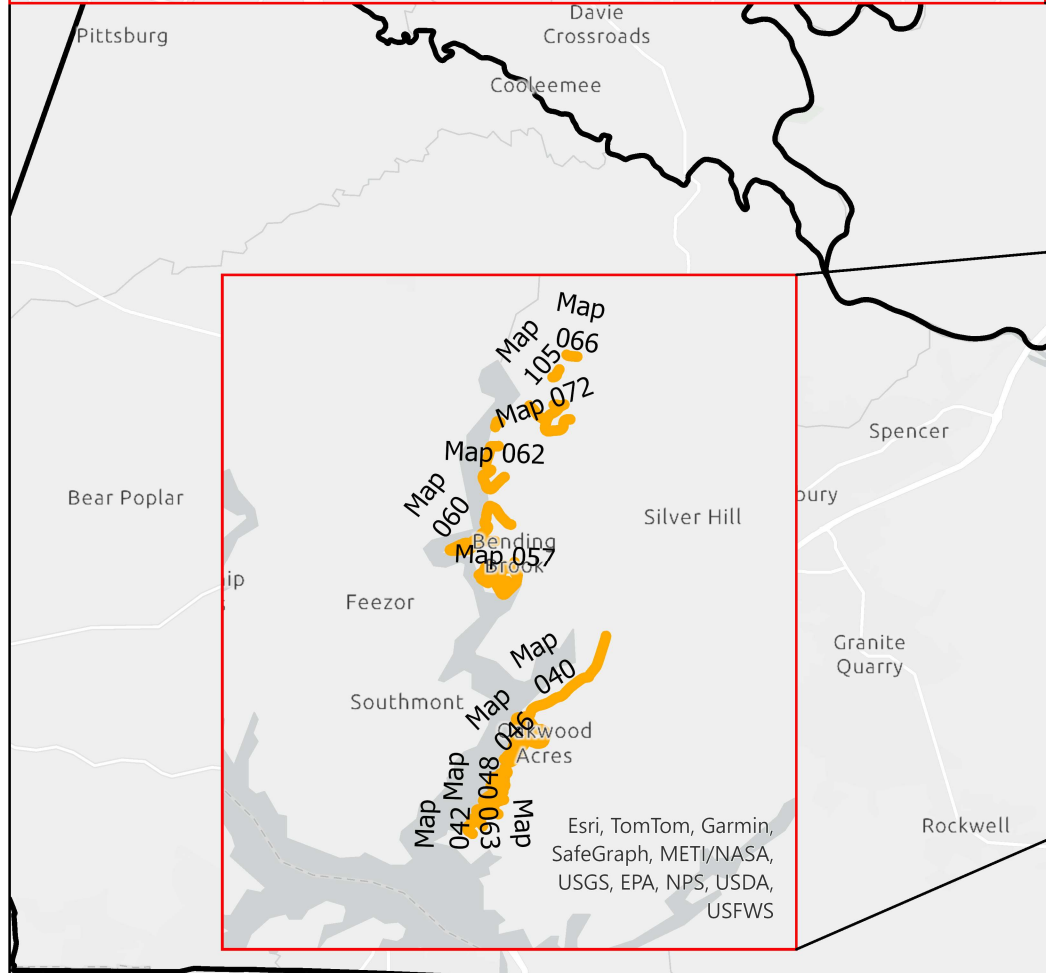 Davie
Crossroads
Pittsburg
Cooleemee
Map
066
Map
105
Map 072
Spencer
Map 062
Bear Poplar
bury
Map
060
Silver Hill
Bending
Brook
Map 057
ip
Feezor
Granite
Quarry
Map
040
Southmont
Map
046
Oakwood
Acres
Map
048
Map
042
Map
063
Rockwell
Esri, TomTom, Garmin,
SafeGraph, METI/NASA,
USGS, EPA, NPS, USDA,
USFWS